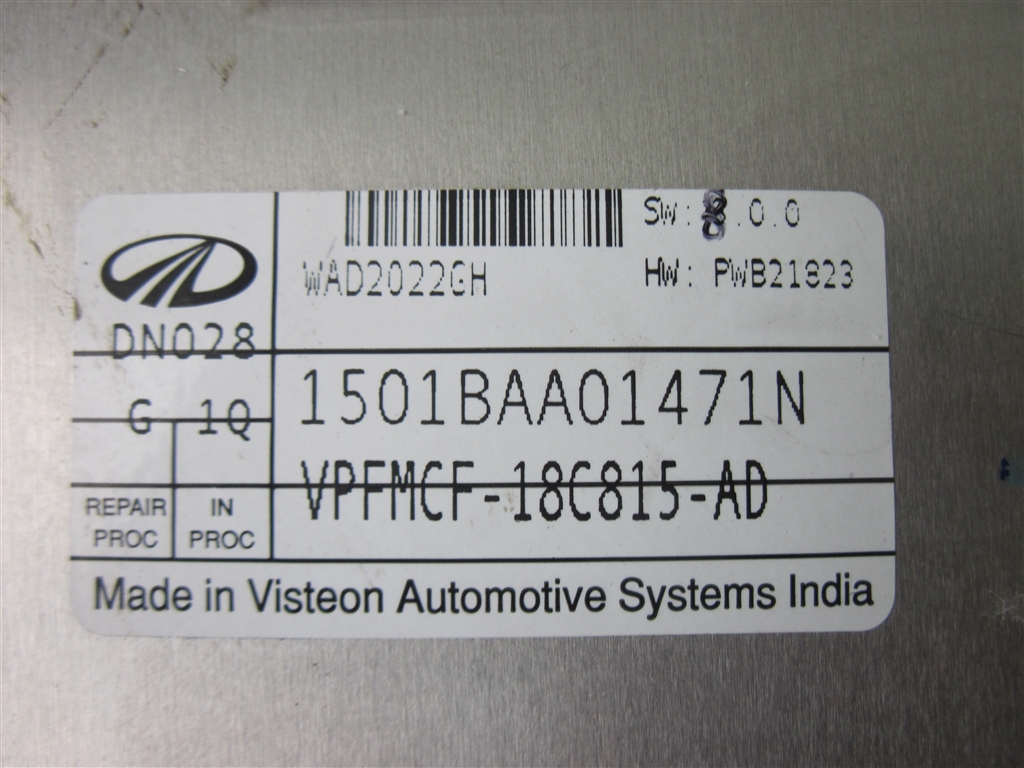 SW: 8.0.0
WAD2022GH
HW: PWB21823
DN028
1501BAA01471N
G 1Q
VPFMCF-18C815-AD
REPAIR PROC
IN PROC
Made in Visteon Automotive Systems India